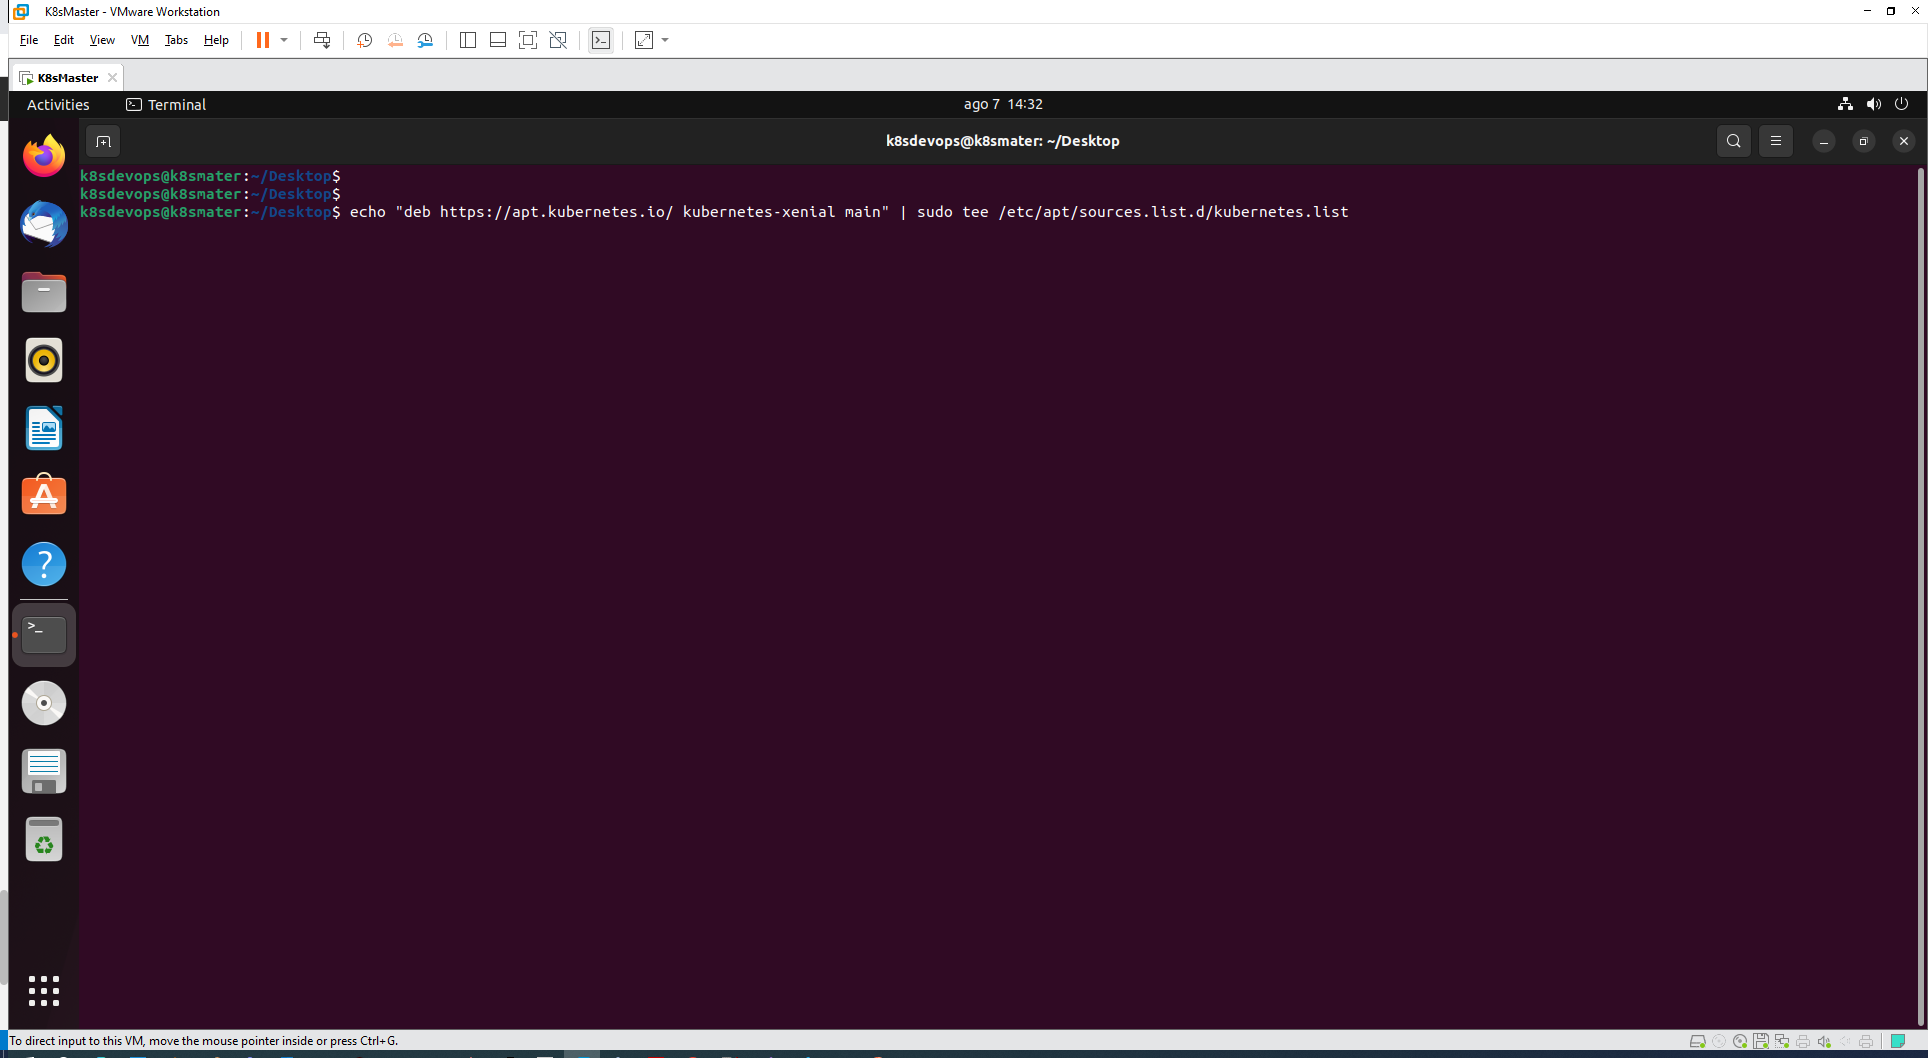 K8sMaster - VMware Workstation
File Edit View VM Tabs Help
K8sMaster
Activities Terminal ago 7 14:32
k8sdevops@k8smater: ~/Desktop
k8sdevops@k8smater:~/Desktop$
k8sdevops@k8smater:~/Desktop$
k8sdevops@k8smater:~/Desktop$ echo "deb https://apt.kubernetes.io/ kubernetes-xenial main" | sudo tee /etc/apt/sources.list.d/kubernetes.list
To direct input to this VM, move the mouse pointer inside or press Ctrl+G.